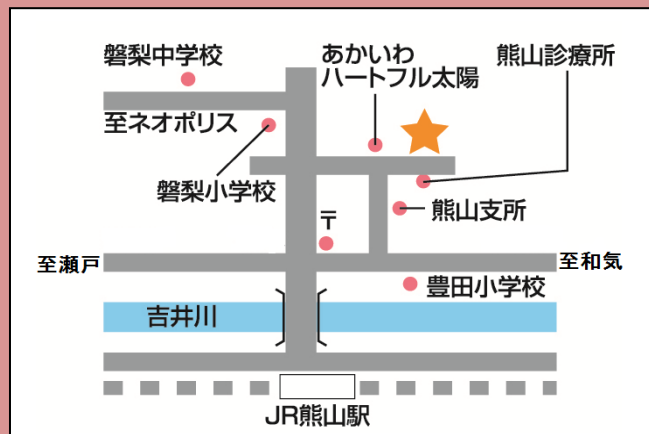 磐梨中学校
あかいわ
ハートフル太陽
熊山診療所
至ネオポリス
磐梨小学校
熊山支所
〒
至瀬戸
至和気
豊田小学校
吉井川
JR熊山駅